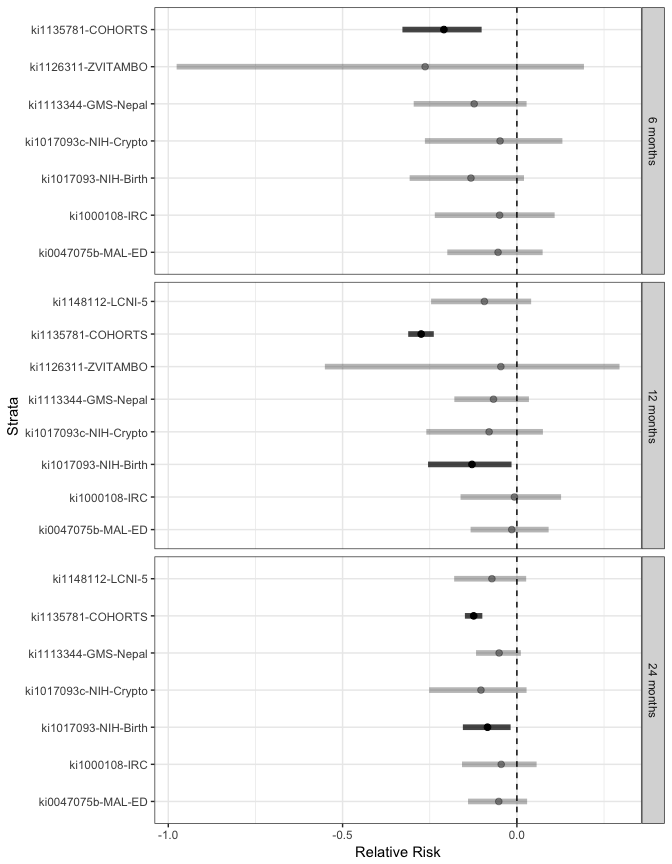 ki1135781-COHORTS
ki1126311-ZVITAMBO
ki1113344-GMS-Nepal
ki1017093c-NIH-Crypto
ki1017093-NIH-Birth
ki1000108-IRC
ki0047075b-MAL-ED
6 months
ki1148112-LCNI-5
ki1135781-COHORTS
ki1126311-ZVITAMBO
ki1113344-GMS-Nepal
ki1017093c-NIH-Crypto
ki1017093-NIH-Birth
ki1000108-IRC
ki0047075b-MAL-ED
12 months
Strata
ki1148112-LCNI-5
ki1135781-COHORTS
ki1113344-GMS-Nepal
ki1017093c-NIH-Crypto
ki1017093-NIH-Birth
ki1000108-IRC
ki0047075b-MAL-ED
24 months
-1.0 -0.5 0.0
Relative Risk